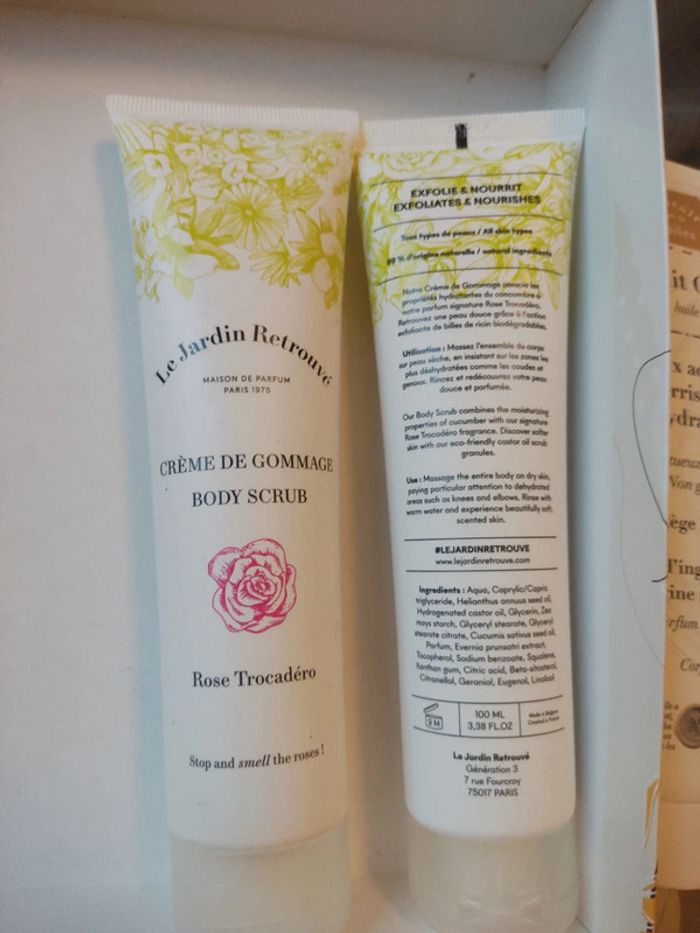 Le Jardin Retrouvé
MAISON DE PARFUM
PARIS 1975
CRÈME DE GOMMAGE
BODY SCRUB
Rose Trocadéro
Stop and smell the roses !
EXFOLIE & NOURRIT
EXFOLIATES & NOURISHES
Tous types de peaux / All skin types
99 % d'origine naturelle / natural ingredients
Notre Crème de Gommage associe les
propriétés hydratantes du concombre à
notre parfum signature Rose Trocadéro.
Retrouvez une peau douce grâce à l'action
exfoliante de billes de ricin biodégradables.
Utilisation : Massez l'ensemble du corps
sur peau sèche, en insistant sur les zones les
plus déshydratées comme les coudes et
genoux. Rincez et redécouvrez votre peau
douce et parfumée.
Our Body Scrub combines the moisturizing
properties of cucumber with our signature
Rose Trocadéro fragrance. Discover softer
skin with our eco-friendly castor oil scrub
granules.
Use : Massage the entire body on dry skin,
paying particular attention to dehydrated
areas such as knees and elbows. Rinse with
warm water and experience beautifully soft,
scented skin.
#LEJARDINRETROUVE
www.lejardinretrouve.com
Ingredients : Aqua, Caprylic/Capric
triglyceride, Helianthus annuus seed oil,
Hydrogenated castor oil, Glycerin, Zea
mays starch, Glyceryl stearate, Glyceryl
stearate citrate, Cucumis sativus seed oil,
Parfum, Evernia prunastri extract,
Tocopherol, Sodium benzoate, Squalene,
Xanthan gum, Citric acid, Beta-sitosterol,
Citronellol, Geraniol, Eugenol, Linalool
9 M
100 ML
3,38 FL.OZ
Made in Belgium
Created in France
Le Jardin Retrouvé
Génération 3
7 rue Fourcroy
75017 PARIS
huile